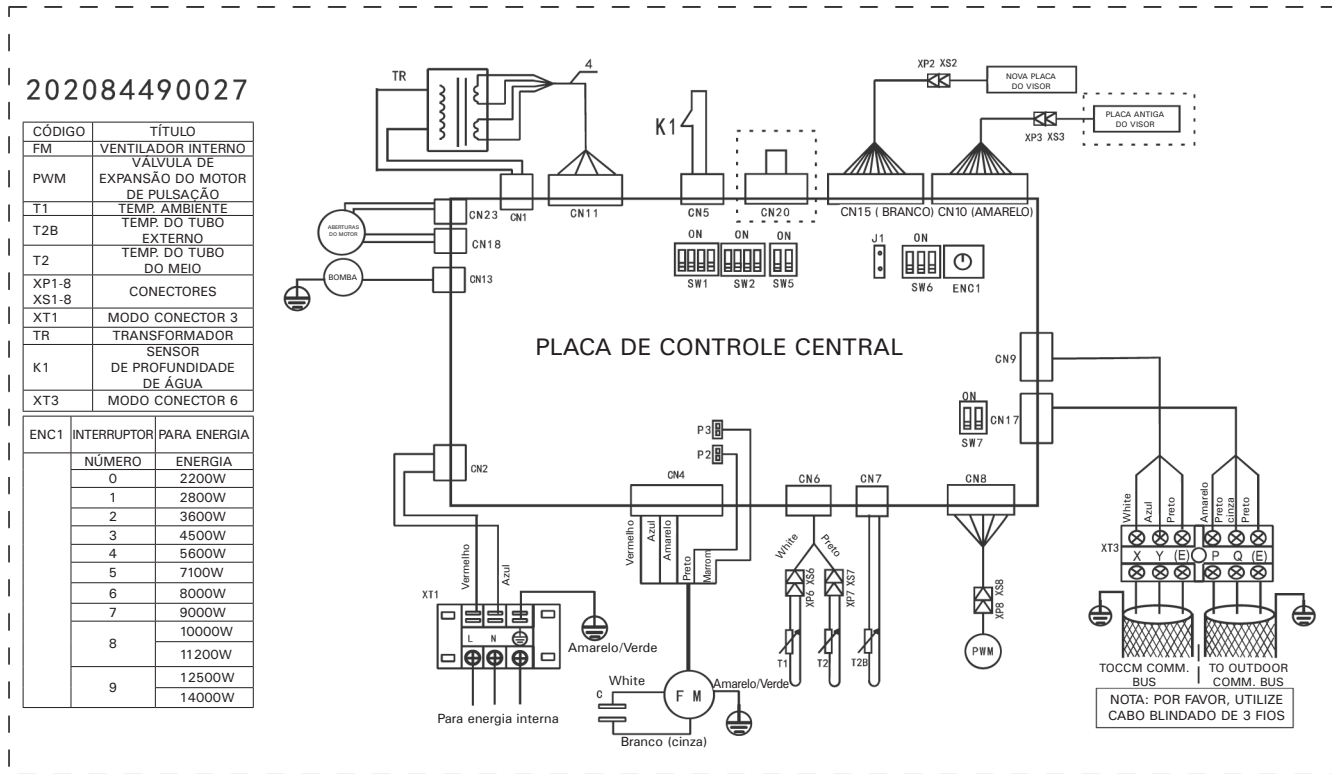 202084490027
CÓDIGO TÍTULO
FM VENTILADOR INTERNO
PWM VÁLVULA DE
EXPANSÃO DO MOTOR
DE PULSAÇÃO
T1 TEMP. AMBIENTE
T2B TEMP. DO TUBO
EXTERNO
T2 TEMP. DO TUBO
DO MEIO
XP1-8
XS1-8
CONECTORES
XT1 MODO CONECTOR 3
TR TRANSFORMADOR
K1 SENSOR
DE PROFUNDIDADE
DE ÁGUA
XT3 MODO CONECTOR 6
ENC1 INTERRUPTOR PARA ENERGIA
NÚMERO ENERGIA
0 2200W
1 2800W
2 3600W
3 4500W
4 5600W
5 7100W
6 8000W
7 9000W
8 10000W
11200W
9 12500W
14000W
TR
4
K1
XP2 XS2
NOVA PLACA
DO VISOR
XP3 XS3
PLACA ANTIGA
DO VISOR
CN23
CN1
CN11
CN5
CN20
CN15 ( BRANCO)
CN10 (AMARELO)
ABERTURAS
DO MOTOR
CN18
BOMBA
CN13
ON
SW1
ON
SW2
ON
SW5
J1
ON
SW6
ENC1
PLACA DE CONTROLE CENTRAL
CN9
ON
SW7
CN17
P3
P2
CN2
CN4
CN6
CN7
CN8
Vermelho
Azul
Vermelho
Azul
Amarelo
Preto
Marrom
White
Preto
XP6 XS6
XP7 XS7
XP8 XS8
T1
T2
T2B
PWM
XT1
L N
Amarelo/Verde
Para energia interna
White
C
F M
Amarelo/Verde
Branco (cinza)
White
Azul
Preto
Amarelo
Preto
cinza
Preto
XT3
X Y (E) P Q (E)
TOCCM COMM.
BUS
TO OUTDOOR
COMM. BUS
NOTA: POR FAVOR, UTILIZE
CABO BLINDADO DE 3 FIOS